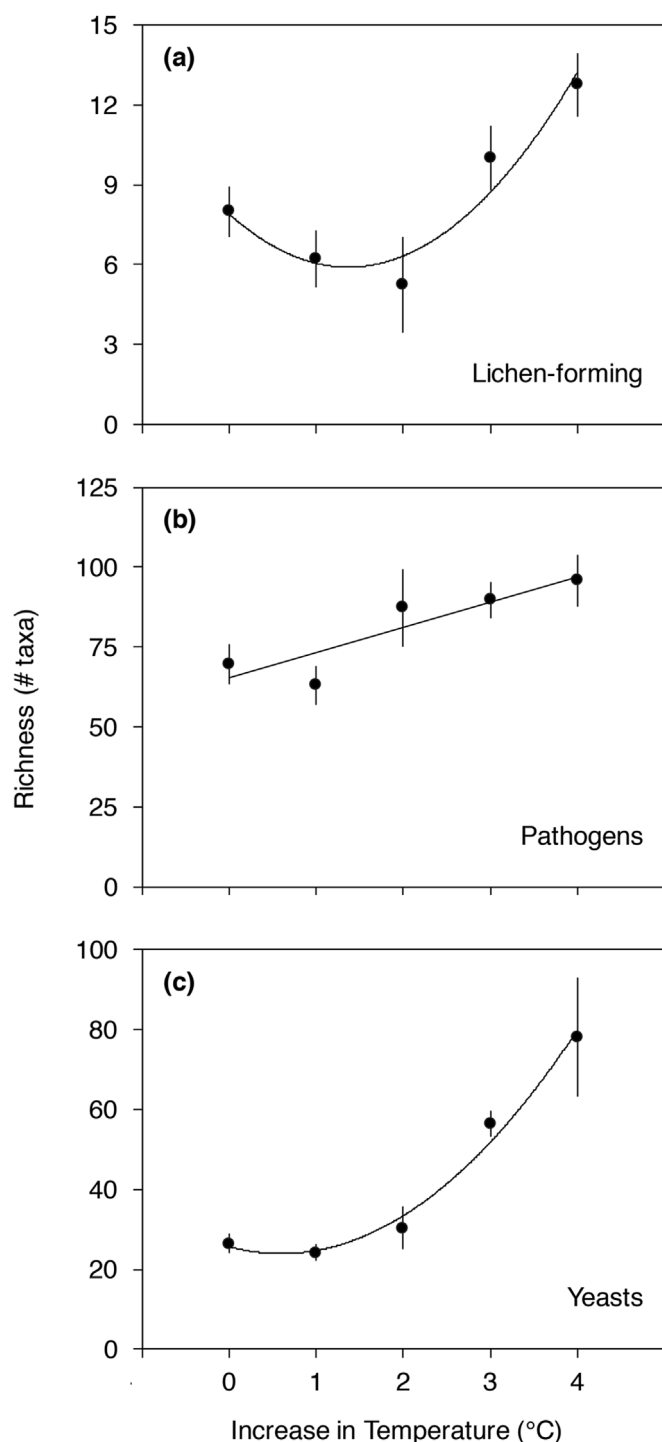 15
(a)
12
9
6
3
Lichen-forming
0
125
(b)
100
75
50
25
Pathogens
0
Richness (# taxa)
100
(c)
80
60
40
20
Yeasts
0
0 1 2 3 4
Increase in Temperature (°C)